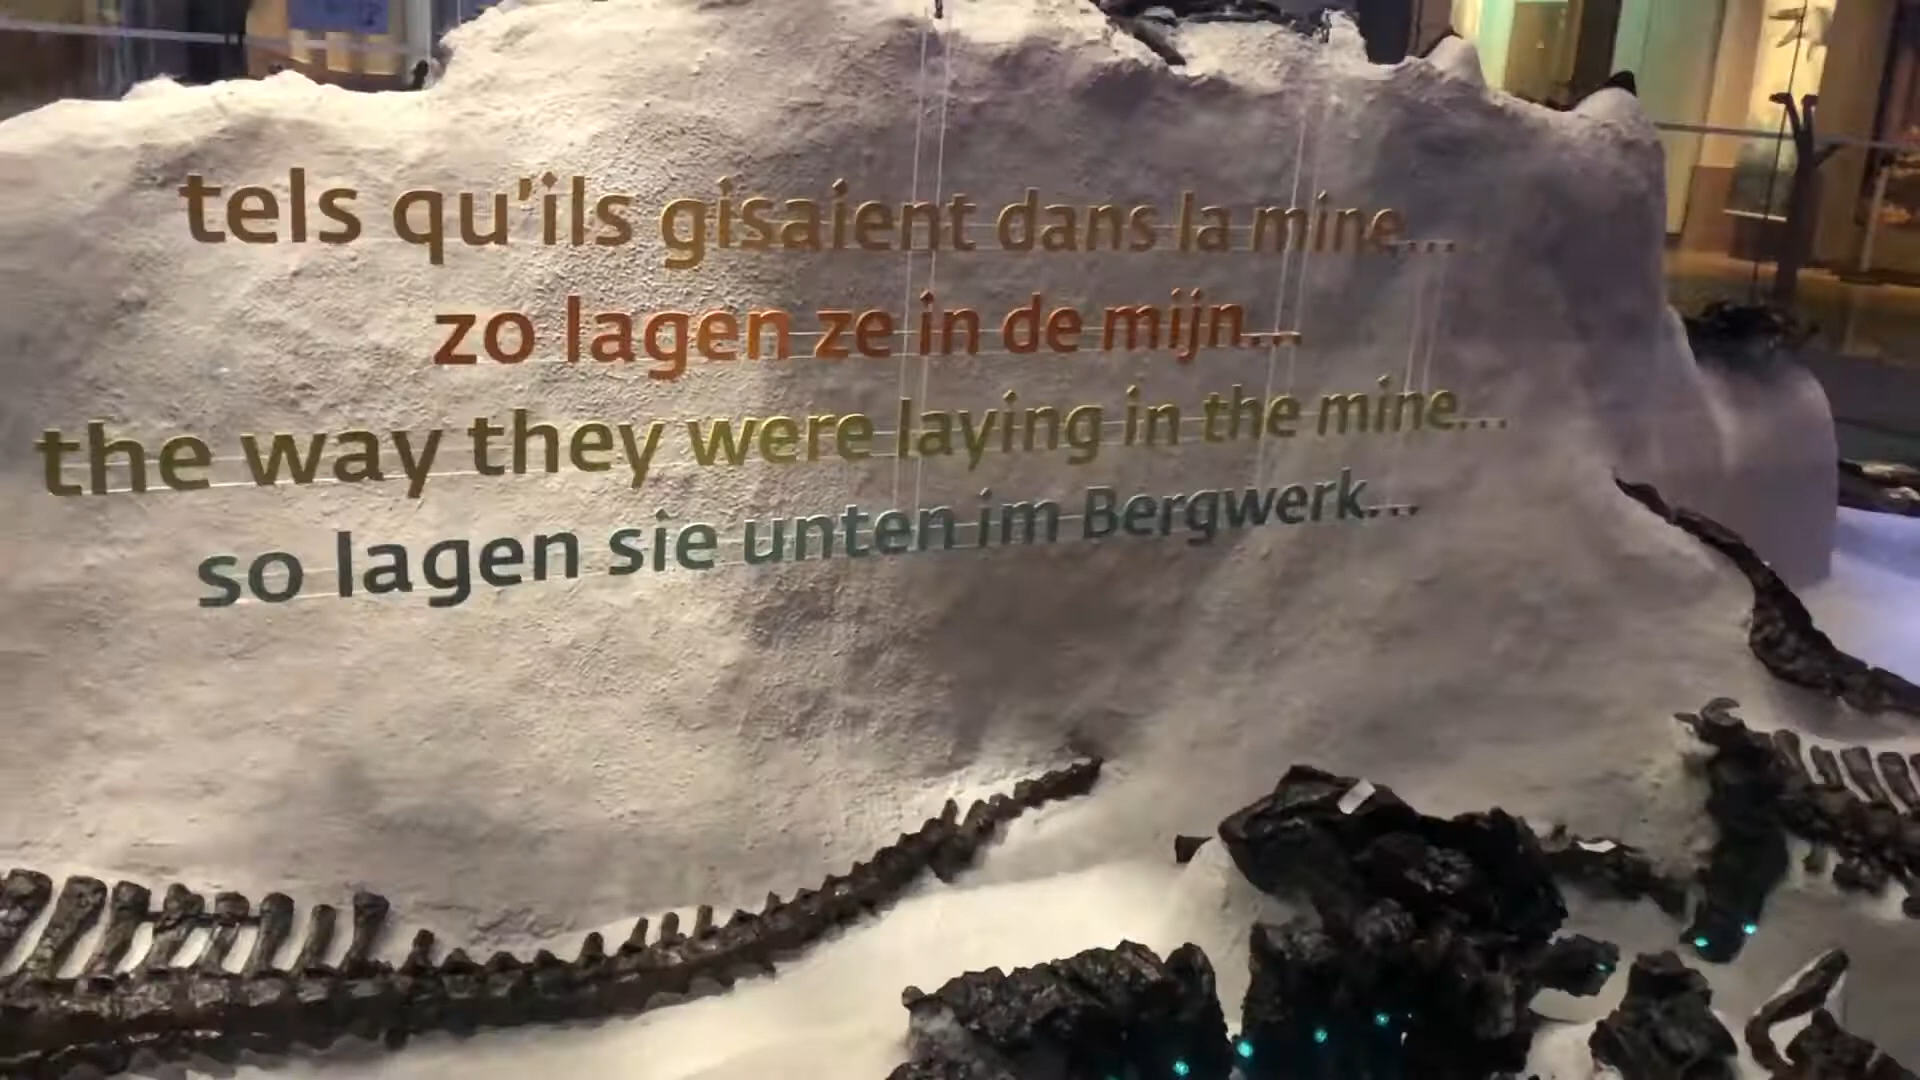 tels qu'ils gisaient dans la mine...
zo lagen ze in de mijn...
the way they were laying in the mine...
so lagen sie unten im Bergwerk...